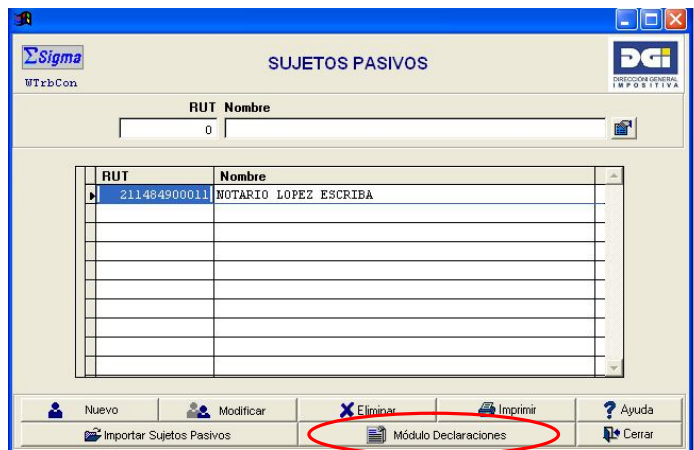 ΣSigma
WTrbCon
SUJETOS PASIVOS
DGI
DIRECCIÓN GENERAL
IMPOSITIVA
RUT Nombre
0
RUT Nombre
211484900011 NOTARIO LOPEZ ESCRIBA
Nuevo Modificar Eliminar Imprimir ? Ayuda
Importar Sujetos Pasivos Módulo Declaraciones Cerrar